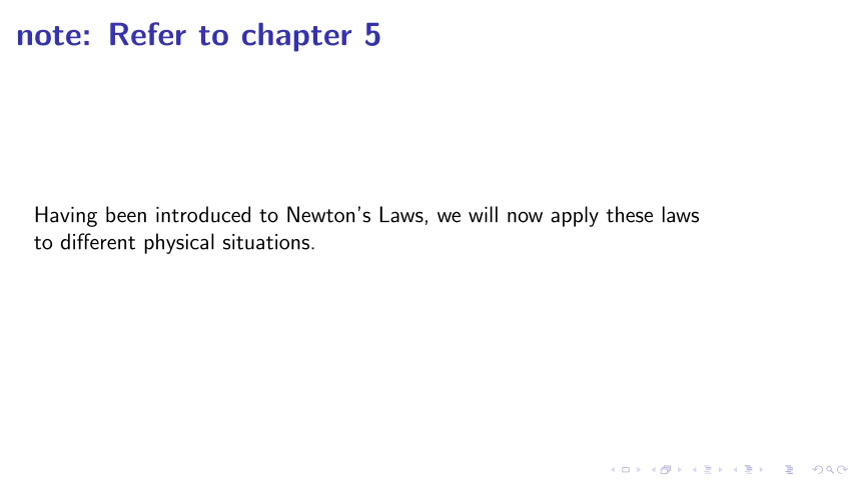 note: Refer to chapter 5
Having been introduced to Newton's Laws, we will now apply these laws
to different physical situations.